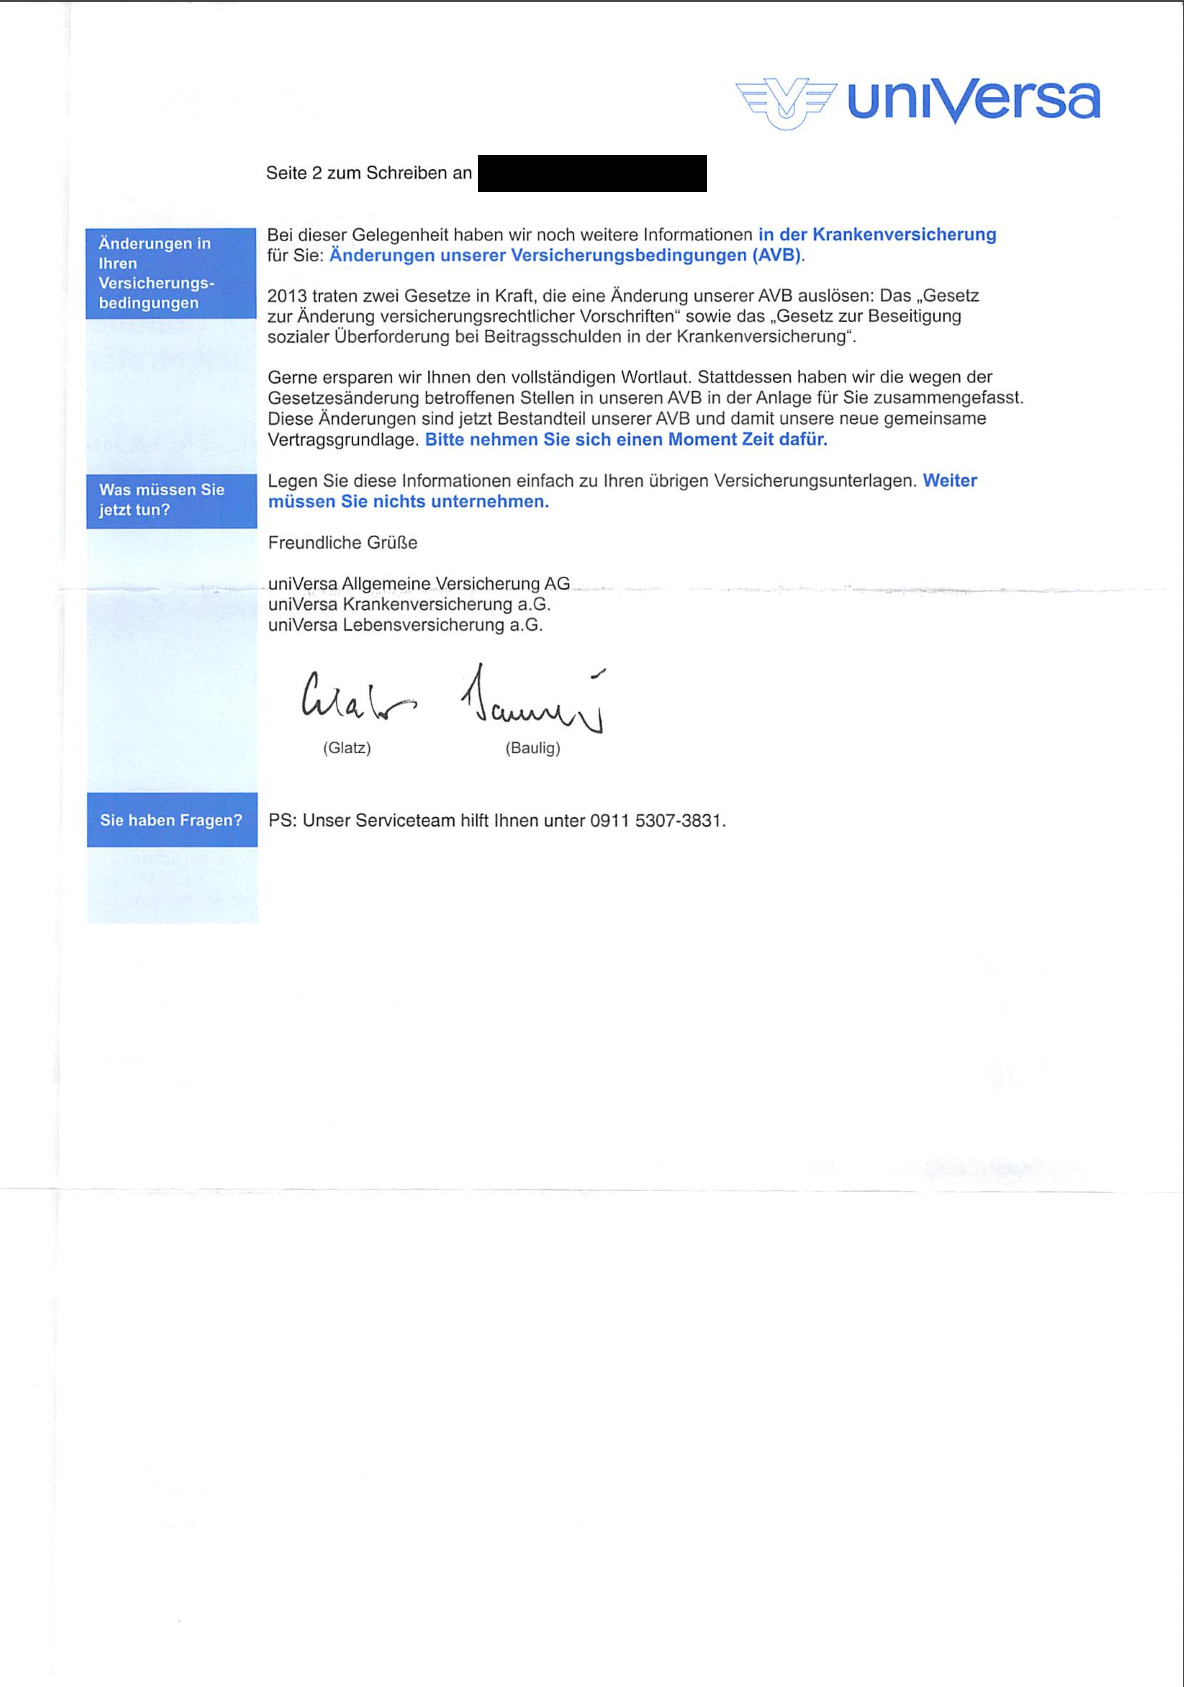 uniVersa
Seite 2 zum Schreiben an
Änderungen in
Ihren
Versicherungs-
bedingungen
Bei dieser Gelegenheit haben wir noch weitere Informationen in der Krankenversicherung
für Sie: Änderungen unserer Versicherungsbedingungen (AVB).
2013 traten zwei Gesetze in Kraft, die eine Änderung unserer AVB auslösen: Das „Gesetz
zur Änderung versicherungsrechtlicher Vorschriften“ sowie das „Gesetz zur Beseitigung
sozialer Überforderung bei Beitragsschulden in der Krankenversicherung“.
Gerne ersparen wir Ihnen den vollständigen Wortlaut. Stattdessen haben wir die wegen der
Gesetzesänderung betroffenen Stellen in unseren AVB in der Anlage für Sie zusammengefasst.
Diese Änderungen sind jetzt Bestandteil unserer AVB und damit unsere neue gemeinsame
Vertragsgrundlage. Bitte nehmen Sie sich einen Moment Zeit dafür.
Was müssen Sie
jetzt tun?
Legen Sie diese Informationen einfach zu Ihren übrigen Versicherungsunterlagen. Weiter
müssen Sie nichts unternehmen.
Freundliche Grüße
uniVersa Allgemeine Versicherung AG
uniVersa Krankenversicherung a.G.
uniVersa Lebensversicherung a.G.
(Glatz) (Baulig)
Sie haben Fragen?
PS: Unser Serviceteam hilft Ihnen unter 0911 5307-3831.